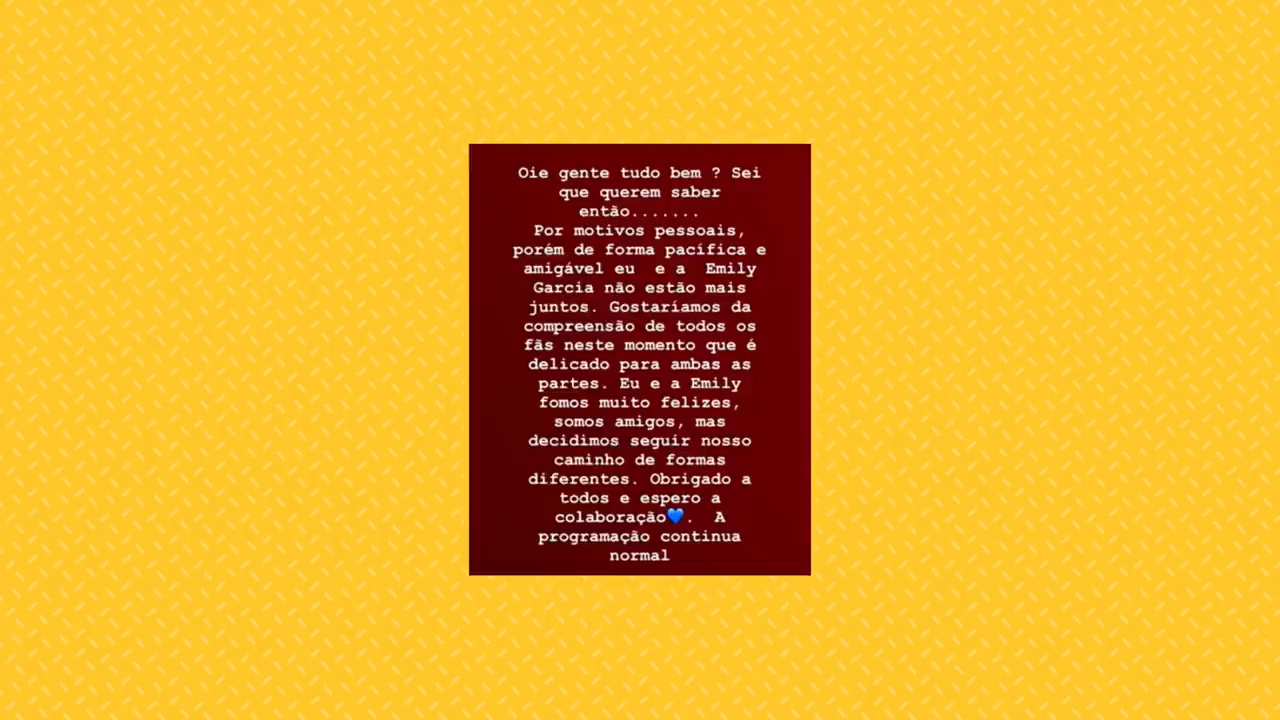 Oie gente tudo bem ? Sei
que querem saber
então.......
Por motivos pessoais,
porém de forma pacífica e
amigável eu  e a  Emily
Garcia não estão mais
juntos. Gostaríamos da
compreensão de todos os
fãs neste momento que é
delicado para ambas as
partes. Eu e a Emily
fomos muito felizes,
somos amigos, mas
decidimos seguir nosso
caminho de formas
diferentes. Obrigado a
todos e espero a
colaboração💙.  A
programação continua
normal